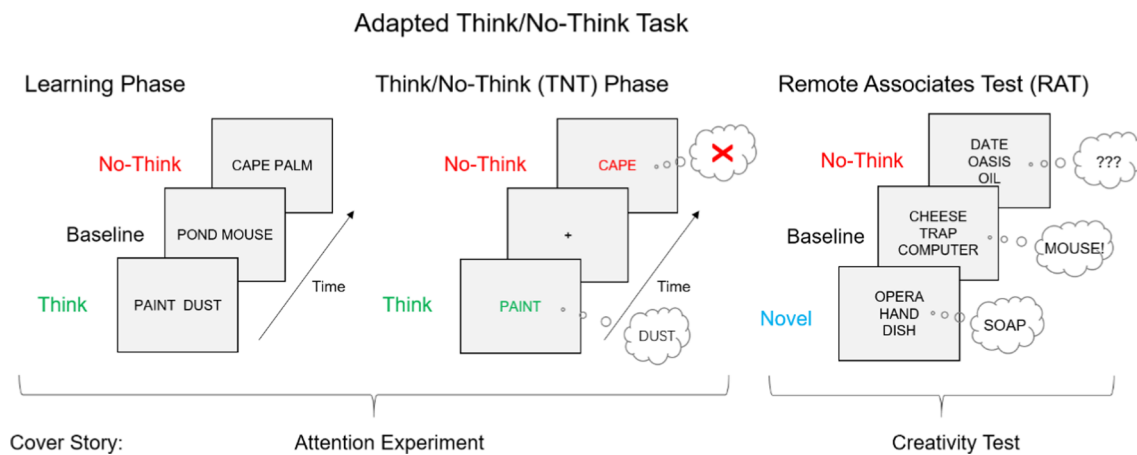 Adapted Think/No-Think Task
Learning Phase
No-Think
CAPE PALM
Baseline
POND MOUSE
Think
PAINT DUST
Time
Think/No-Think (TNT) Phase
No-Think
CAPE
+
Think
PAINT
DUST
Time
Remote Associates Test (RAT)
No-Think
DATE
OASIS
OIL
???
Baseline
CHEESE
TRAP
COMPUTER
MOUSE!
Novel
OPERA
HAND
DISH
SOAP
Cover Story:
Attention Experiment
Creativity Test